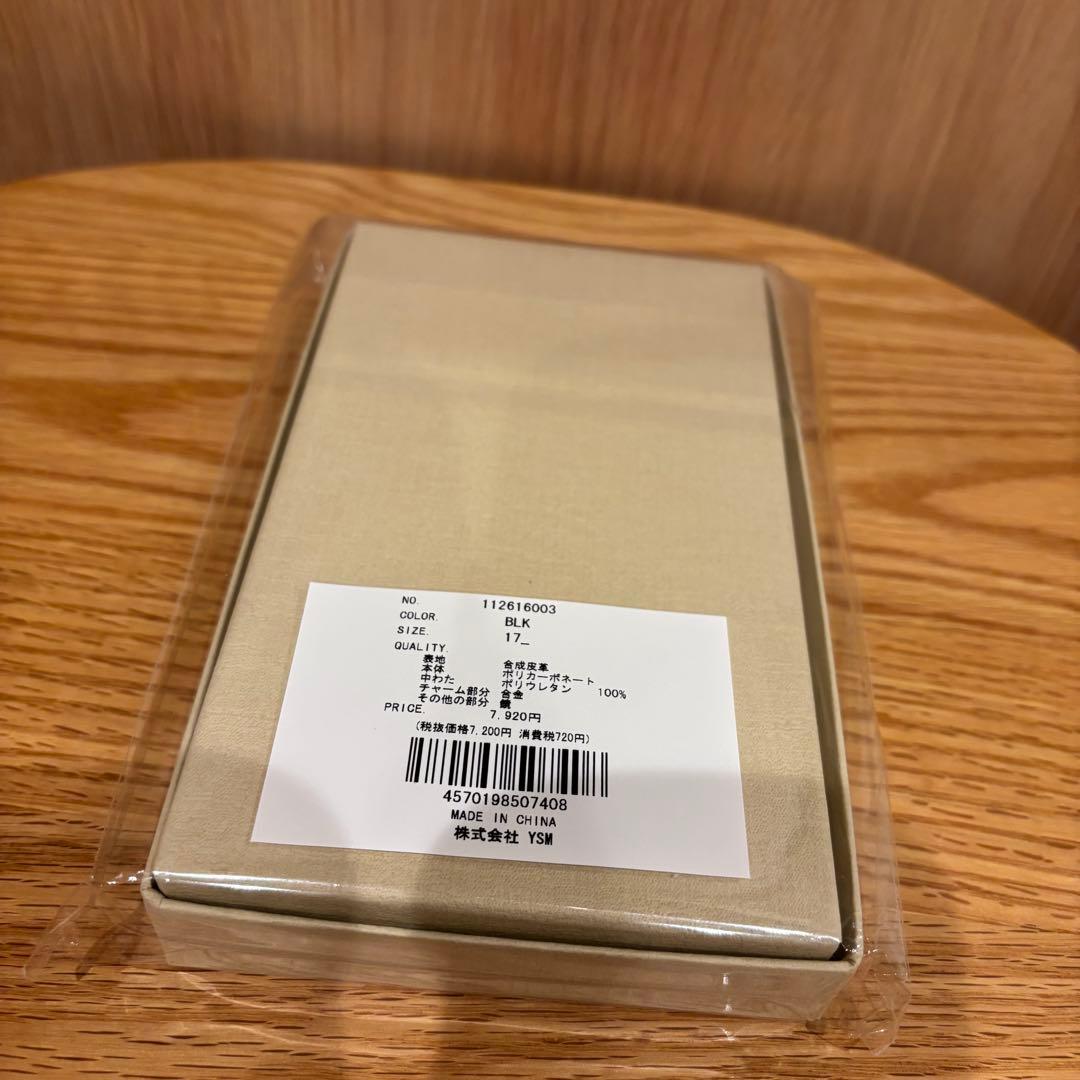 NO. 112616003
COLOR. BLK
SIZE. 17_
QUALITY.
表地 合成皮革
本体 ポリカーボネート
中わた ポリウレタン 100%
チャーム部分 合金
その他の部分 鏡
PRICE. 7,920円
(税抜価格7,200円 消費税720円)
4570198507408
MADE IN CHINA
株式会社 YSM